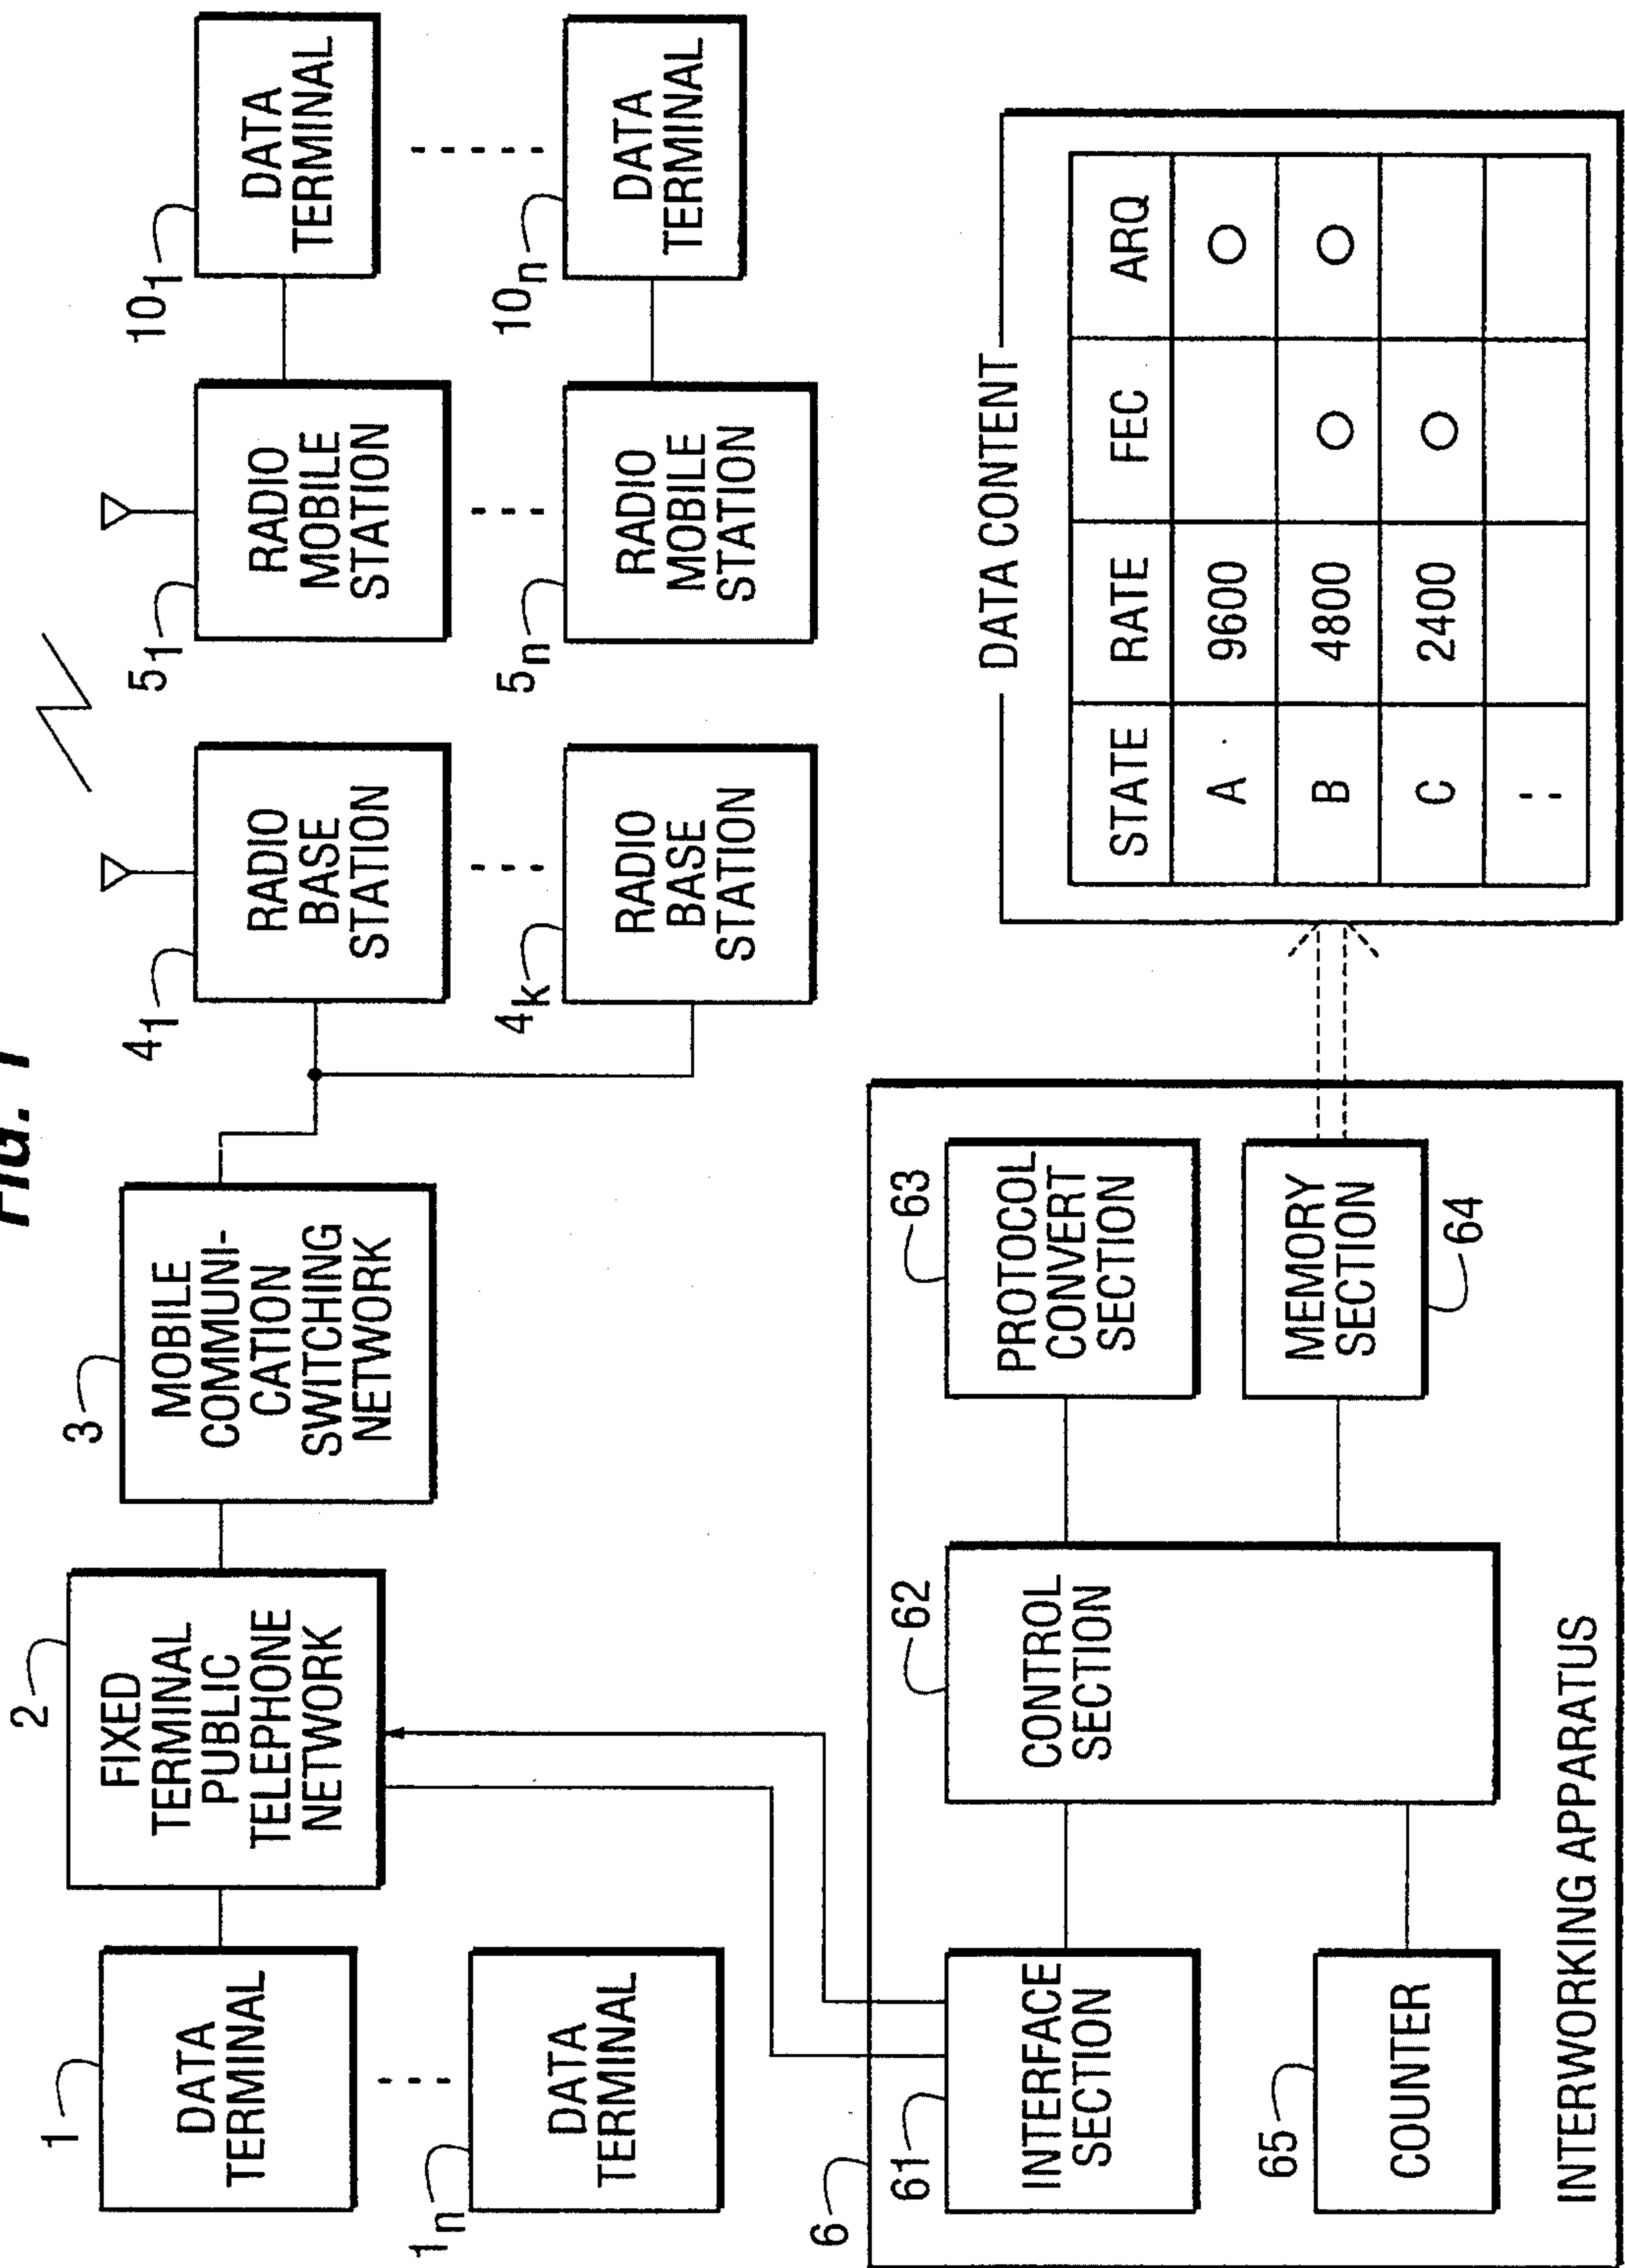 FIG. 1
1
DATA
TERMINAL
1n
DATA
TERMINAL
2
FIXED
TERMINAL
PUBLIC
TELEPHONE
NETWORK
3
MOBILE
COMMUNI-
CATION
SWITCHING
NETWORK
41
RADIO
BASE
STATION
4k
RADIO
BASE
STATION
51
RADIO
MOBILE
STATION
5n
RADIO
MOBILE
STATION
101
DATA
TERMINAL
10n
DATA
TERMINAL
6
61
INTERFACE
SECTION
62
CONTROL
SECTION
63
PROTOCOL
CONVERT
SECTION
64
MEMORY
SECTION
65
COUNTER
INTERWORKING APPARATUS
DATA CONTENT
STATE RATE FEC ARQ
A 9600 ○
B 4800 ○ ○
C 2400 ○
: